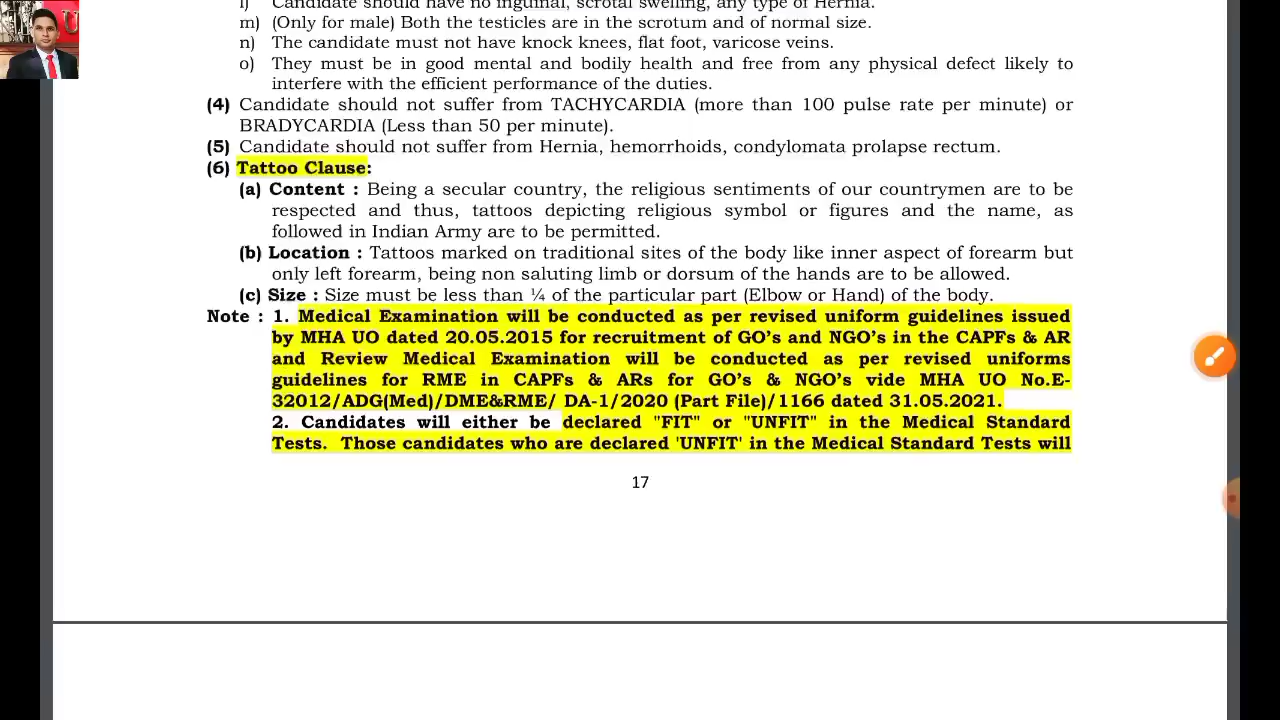 l) Candidate should have no inguinal, scrotal swelling, any type of Hernia.
m) (Only for male) Both the testicles are in the scrotum and of normal size.
n) The candidate must not have knock knees, flat foot, varicose veins.
o) They must be in good mental and bodily health and free from any physical defect likely to
interfere with the efficient performance of the duties.
(4) Candidate should not suffer from TACHYCARDIA (more than 100 pulse rate per minute) or
BRADYCARDIA (Less than 50 per minute).
(5) Candidate should not suffer from Hernia, hemorrhoids, condylomata prolapse rectum.
(6) Tattoo Clause:
(a) Content : Being a secular country, the religious sentiments of our countrymen are to be
respected and thus, tattoos depicting religious symbol or figures and the name, as
followed in Indian Army are to be permitted.
(b) Location : Tattoos marked on traditional sites of the body like inner aspect of forearm but
only left forearm, being non saluting limb or dorsum of the hands are to be allowed.
(c) Size : Size must be less than ¼ of the particular part (Elbow or Hand) of the body.
Note : 1. Medical Examination will be conducted as per revised uniform guidelines issued
by MHA UO dated 20.05.2015 for recruitment of GO's and NGO's in the CAPFs & AR
and Review Medical Examination will be conducted as per revised uniforms
guidelines for RME in CAPFs & ARs for GO's & NGO's vide MHA UO No.E-
32012/ADG(Med)/DME&RME/ DA-1/2020 (Part File)/1166 dated 31.05.2021.
2. Candidates will either be declared "FIT" or "UNFIT" in the Medical Standard
Tests. Those candidates who are declared 'UNFIT' in the Medical Standard Tests will
17